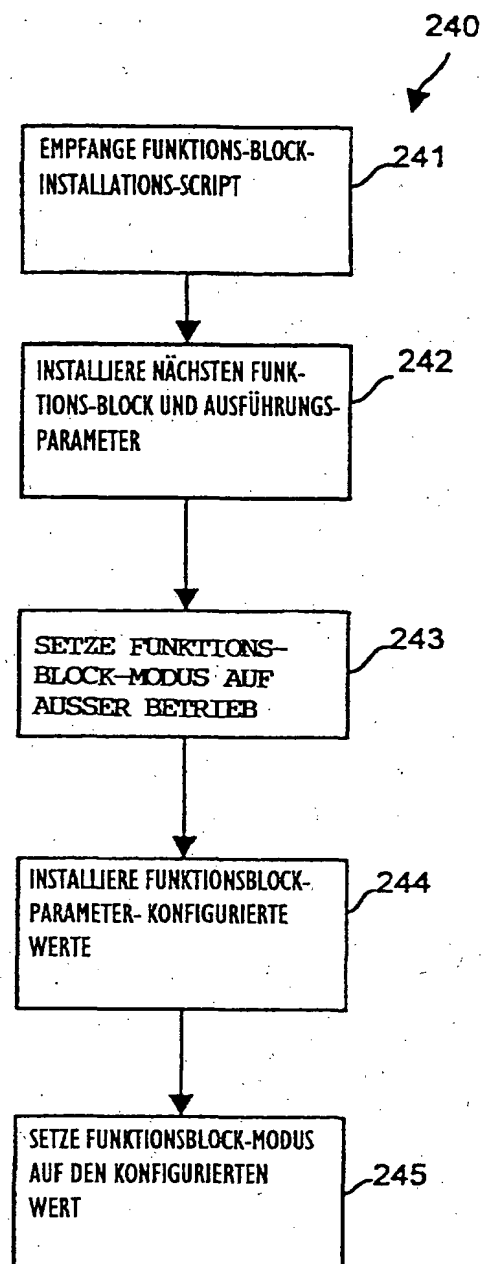 240
EMPFANGE FUNKTIONS-BLOCK-
INSTALLATIONS-SCRIPT
241
INSTALLIERE NÄCHSTEN FUNK-
TIONS-BLOCK UND AUSFÜHRUNGS-
PARAMETER
242
SETZE FUNKTIONS-
BLOCK-MODUS AUF
AUSSER BETRIEB
243
INSTALLIERE FUNKTIONSBLOCK-
PARAMETER- KONFIGURIERTE
WERTE
244
SETZE FUNKTIONSBLOCK-MODUS
AUF DEN KONFIGURIERTEN
WERT
245